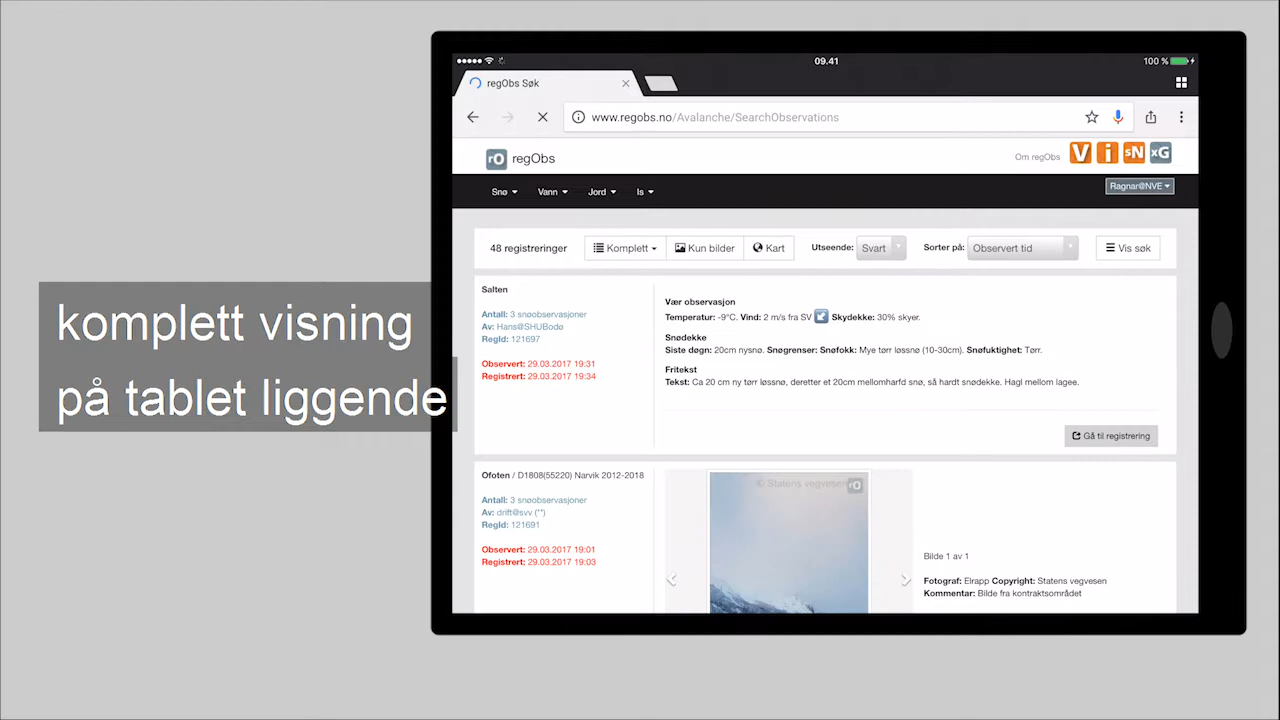 komplett visning
på tablet liggende
09.41
100 %
regObs Søk
www.regobs.no/Avalanche/SearchObservations
rO regObs
Om regObs V i sN xG
Snø Vann Jord Is
Ragnar@NVE
48 registreringer Komplett Kun bilder Kart Utseende: Svart Sorter på: Observert tid Vis søk
Salten
Antall: 3 snøobservasjoner
Av: Hans@SHUBodø
RegId: 121697
Observert: 29.03.2017 19:31
Registrert: 29.03.2017 19:34
Vær observasjon
Temperatur: -9°C. Vind: 2 m/s fra SV Skydekke: 30% skyer.
Snødekke
Siste døgn: 20cm nysnø. Snøgrenser: Snøfokk: Mye tørr løssnø (10-30cm). Snøfuktighet: Tørr.
Fritekst
Tekst: Ca 20 cm ny tørr løssnø, deretter et 20cm mellomharfd snø, så hardt snødekke. Hagl mellom lagee.
Gå til registrering
Ofoten / D1808(55220) Narvik 2012-2018
Antall: 3 snøobservasjoner
Av: drift@svv (**)
RegId: 121691
Observert: 29.03.2017 19:01
Registrert: 29.03.2017 19:03
© Statens vegvesen rO
Bilde 1 av 1
Fotograf: Elrapp Copyright: Statens vegvesen
Kommentar: Bilde fra kontraktsområdet